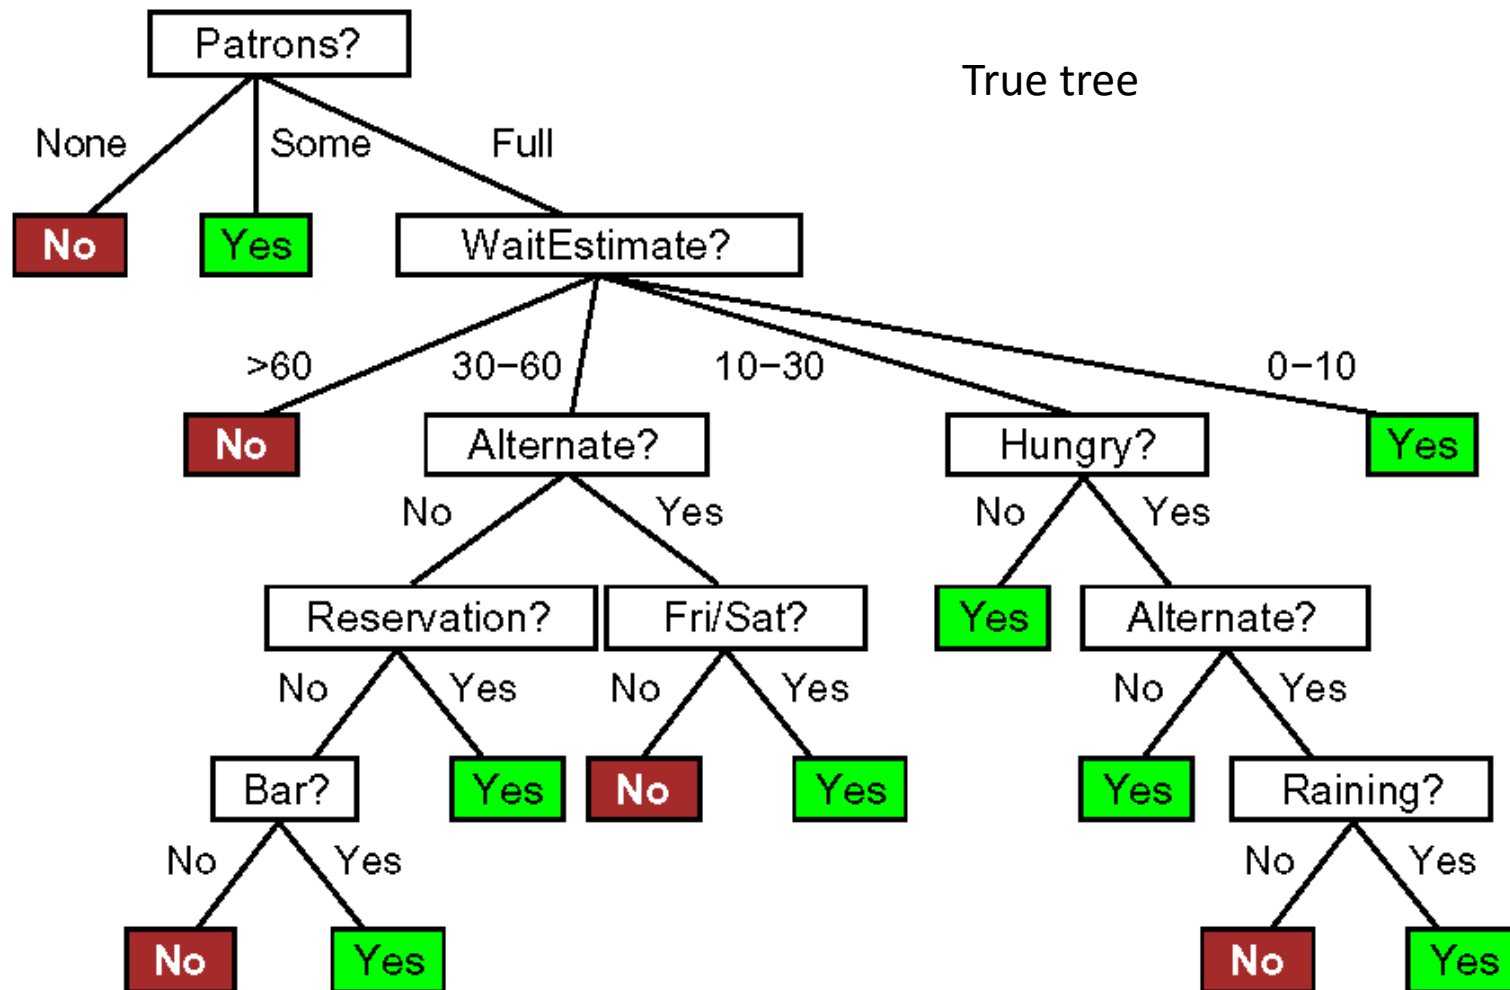 Patrons?
True tree
None
Some
Full
No
Yes
WaitEstimate?
>60
30−60
10−30
0−10
No
Alternate?
Hungry?
Yes
No
Yes
No
Yes
Reservation?
Fri/Sat?
Yes
Alternate?
No
Yes
No
Yes
No
Yes
Bar?
Yes
No
Yes
Yes
Raining?
No
Yes
No
Yes
No
Yes
No
Yes